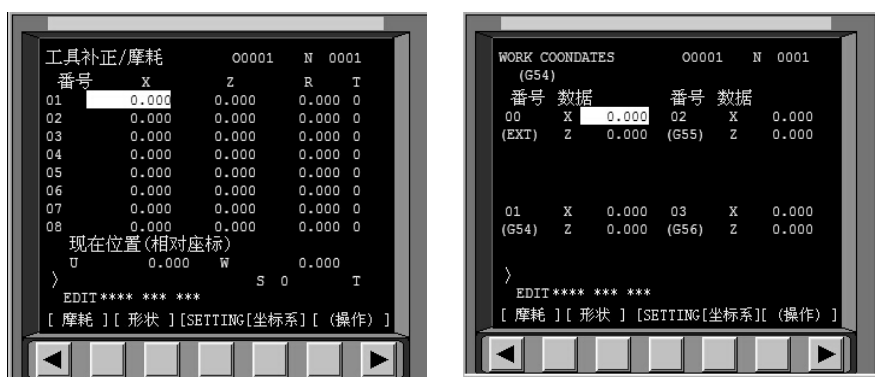 工具补正/摩耗 O0001 N 0001
番号 X Z R T
01 0.000 0.000 0.000 0
02 0.000 0.000 0.000 0
03 0.000 0.000 0.000 0
04 0.000 0.000 0.000 0
05 0.000 0.000 0.000 0
06 0.000 0.000 0.000 0
07 0.000 0.000 0.000 0
08 0.000 0.000 0.000 0
现在位置(相对座标)
U 0.000 W 0.000
〉 S 0 T
EDIT**** *** ***
[ 摩耗 ][ 形状 ][SETTING[坐标系][ (操作) ]
WORK COONDATES O0001 N 0001
(G54)
番号 数据 番号 数据
00 X 0.000 02 X 0.000
(EXT) Z 0.000 (G55) Z 0.000
01 X 0.000 03 X 0.000
(G54) Z 0.000 (G56) Z 0.000
〉
EDIT**** *** ***
[ 摩耗 ][ 形状 ] [SETTING[坐标系][ (操作) ]